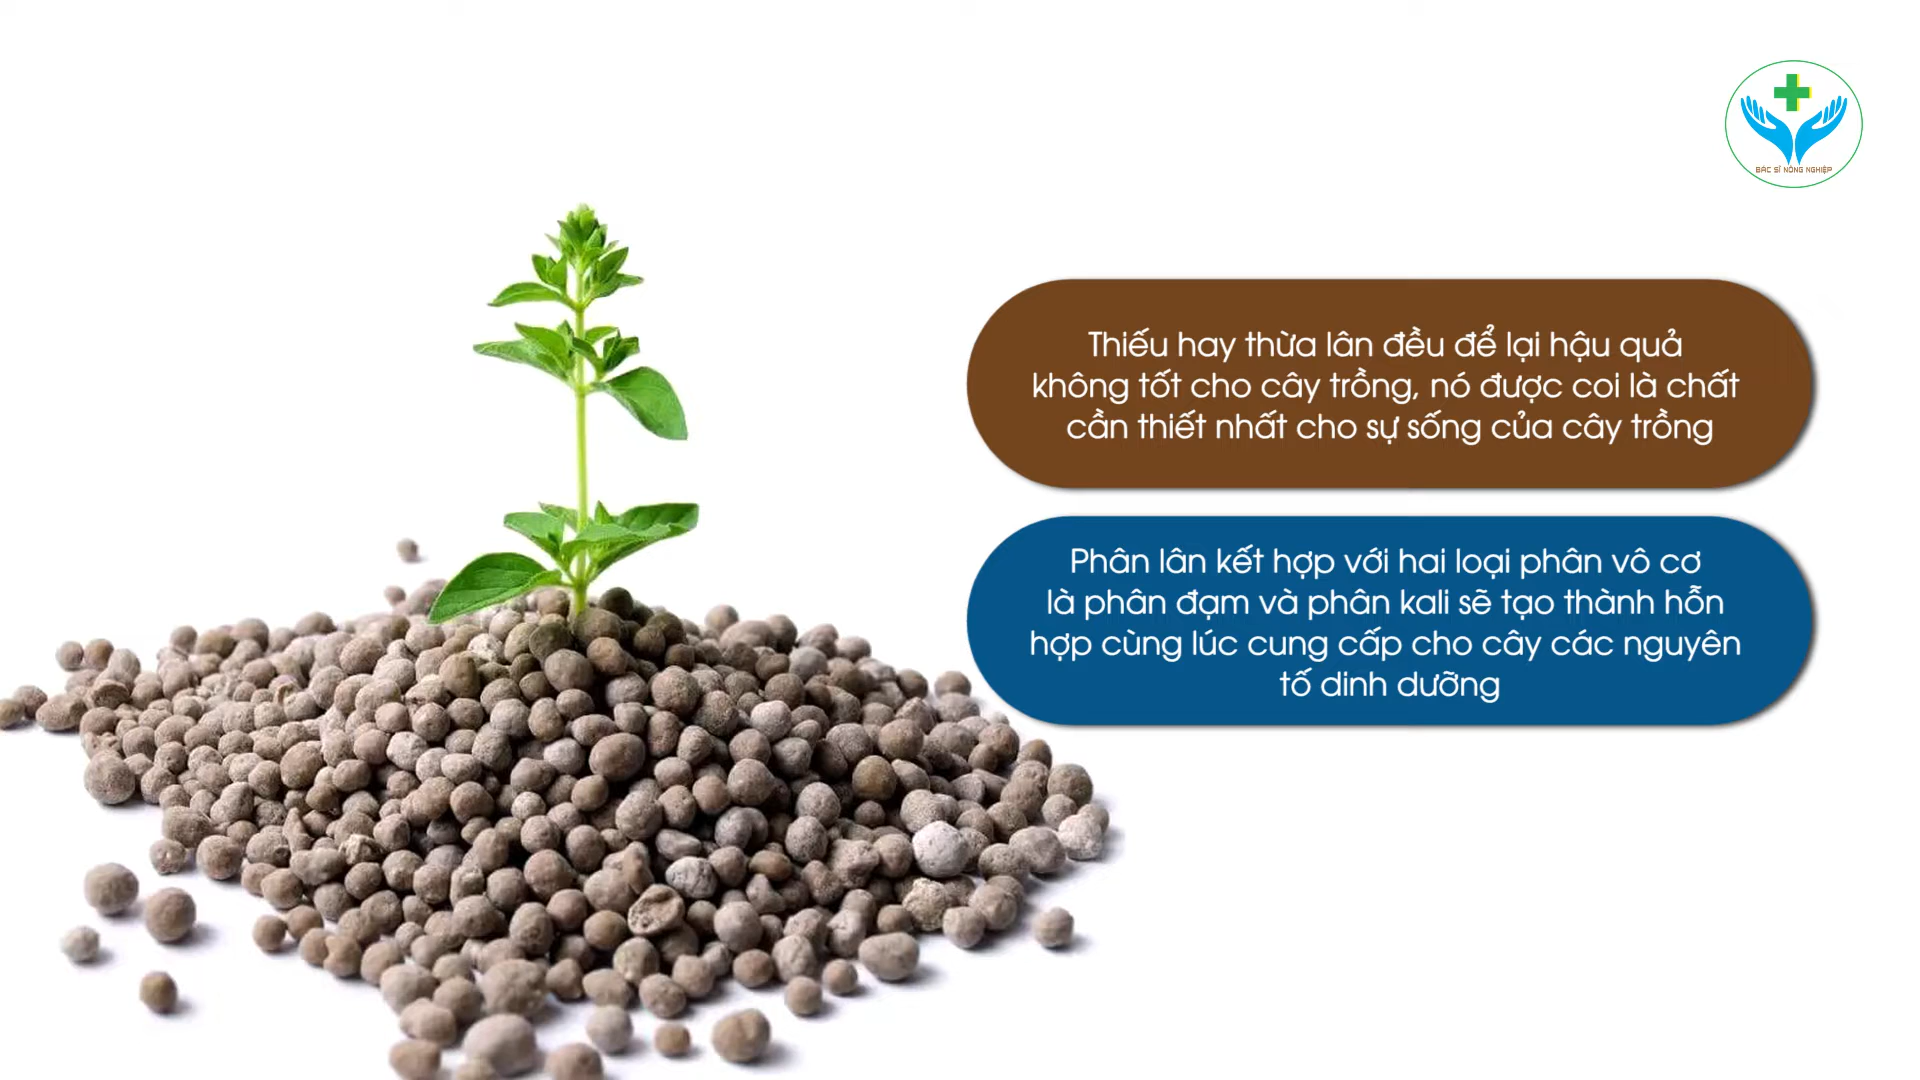 BÁC SĨ NÔNG NGHIỆP
Thiếu hay thừa lân đều để lại hậu quả
không tốt cho cây trồng, nó được coi là chất
cần thiết nhất cho sự sống của cây trồng
Phân lân kết hợp với hai loại phân vô cơ
là phân đạm và phân kali sẽ tạo thành hỗn
hợp cùng lúc cung cấp cho cây các nguyên
tố dinh dưỡng